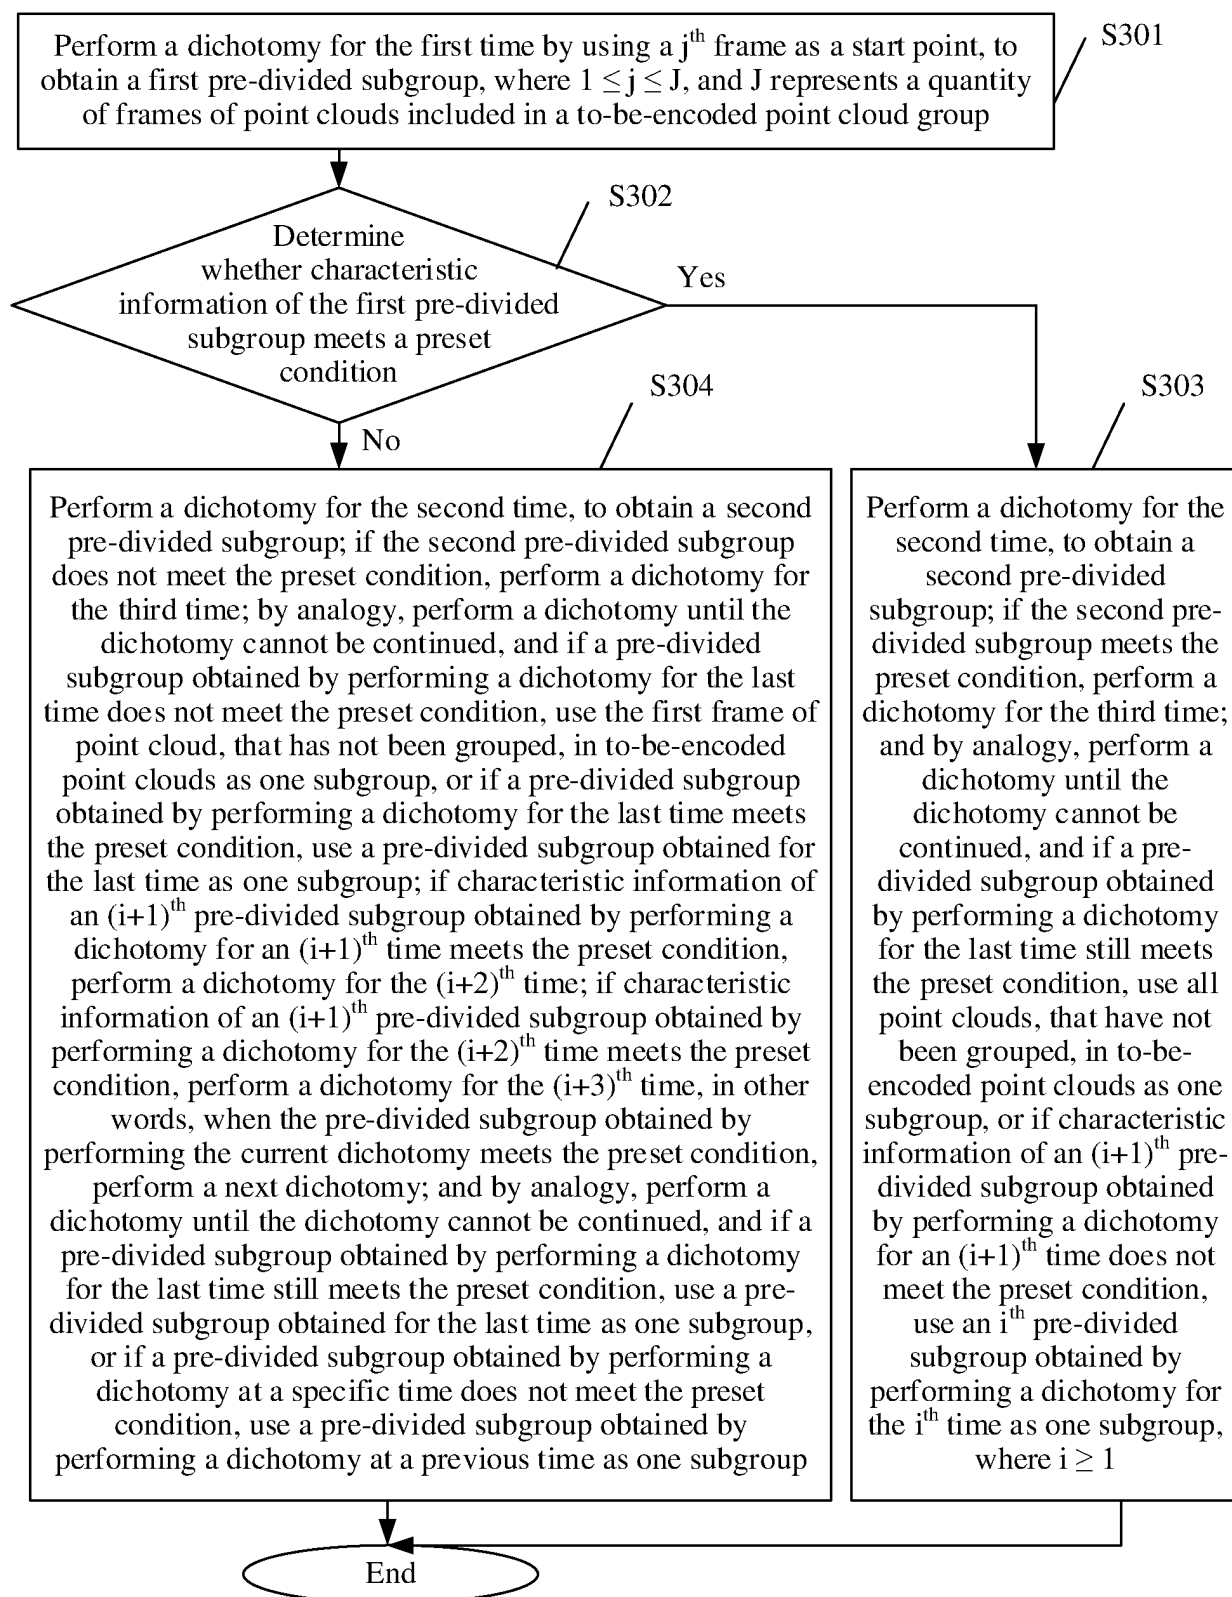 Perform a dichotomy for the first time by using a jth frame as a start point, to
obtain a first pre-divided subgroup, where 1 ≤ j ≤ J, and J represents a quantity
of frames of point clouds included in a to-be-encoded point cloud group
S301
S302
Determine
whether characteristic
information of the first pre-divided
subgroup meets a preset
condition
Yes
No
S304
S303
Perform a dichotomy for the second time, to obtain a second
pre-divided subgroup; if the second pre-divided subgroup
does not meet the preset condition, perform a dichotomy for
the third time; by analogy, perform a dichotomy until the
dichotomy cannot be continued, and if a pre-divided
subgroup obtained by performing a dichotomy for the last
time does not meet the preset condition, use the first frame of
point cloud, that has not been grouped, in to-be-encoded
point clouds as one subgroup, or if a pre-divided subgroup
obtained by performing a dichotomy for the last time meets
the preset condition, use a pre-divided subgroup obtained for
the last time as one subgroup; if characteristic information of
an (i+1)th pre-divided subgroup obtained by performing a
dichotomy for an (i+1)th time meets the preset condition,
perform a dichotomy for the (i+2)th time; if characteristic
information of an (i+1)th pre-divided subgroup obtained by
performing a dichotomy for the (i+2)th time meets the preset
condition, perform a dichotomy for the (i+3)th time, in other
words, when the pre-divided subgroup obtained by
performing the current dichotomy meets the preset condition,
perform a next dichotomy; and by analogy, perform a
dichotomy until the dichotomy cannot be continued, and if a
pre-divided subgroup obtained by performing a dichotomy
for the last time still meets the preset condition, use a pre-
divided subgroup obtained for the last time as one subgroup,
or if a pre-divided subgroup obtained by performing a
dichotomy at a specific time does not meet the preset
condition, use a pre-divided subgroup obtained by
performing a dichotomy at a previous time as one subgroup
Perform a dichotomy for the
second time, to obtain a
second pre-divided
subgroup; if the second pre-
divided subgroup meets the
preset condition, perform a
dichotomy for the third time;
and by analogy, perform a
dichotomy until the
dichotomy cannot be
continued, and if a pre-
divided subgroup obtained
by performing a dichotomy
for the last time still meets
the preset condition, use all
point clouds, that have not
been grouped, in to-be-
encoded point clouds as one
subgroup, or if characteristic
information of an (i+1)th pre-
divided subgroup obtained
by performing a dichotomy
for an (i+1)th time does not
meet the preset condition,
use an ith pre-divided
subgroup obtained by
performing a dichotomy for
the ith time as one subgroup,
where i ≥ 1
End